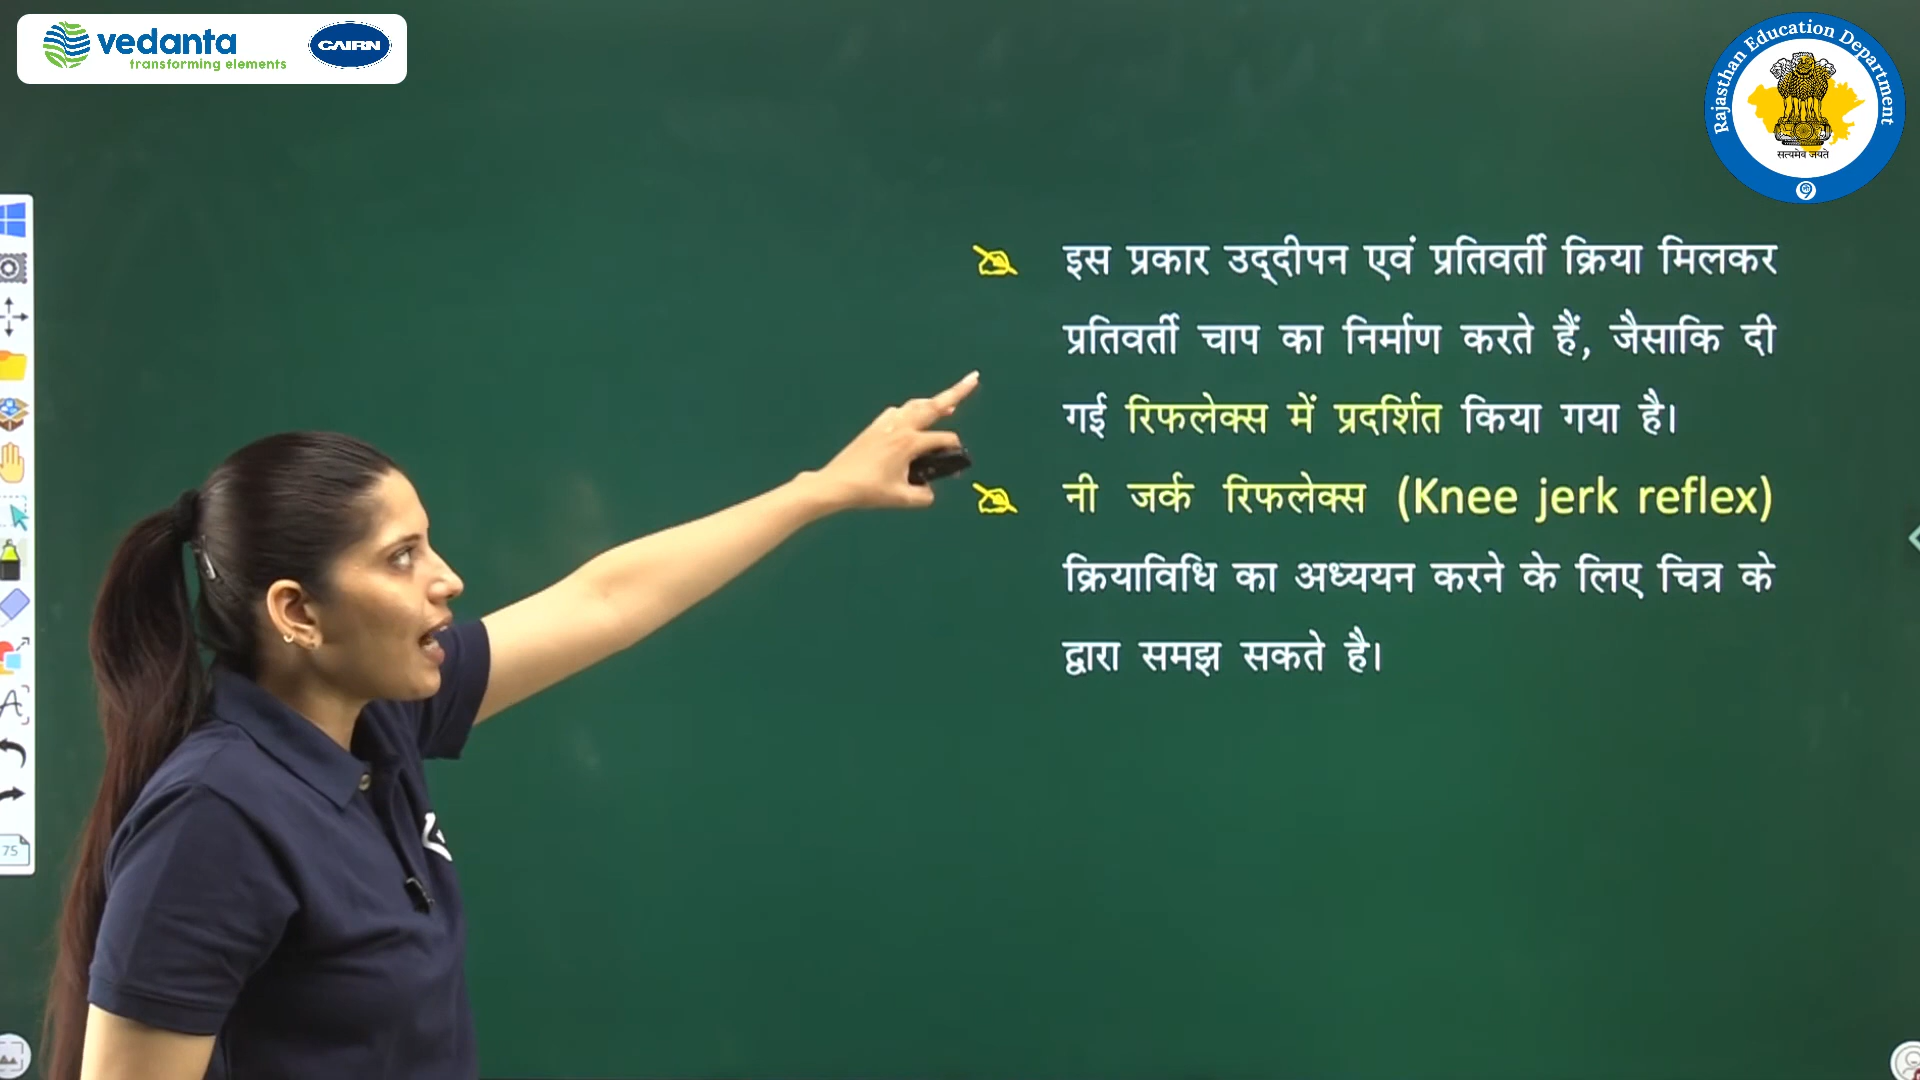 vedanta
transforming elements
CAIRN
Rajasthan Education Department
सत्यमेव जयते
इस प्रकार उद्दीपन एवं प्रतिवर्ती क्रिया मिलकर
प्रतिवर्ती चाप का निर्माण करते हैं, जैसाकि दी
गई रिफलेक्स में प्रदर्शित किया गया है।
नी जर्क रिफलेक्स (Knee jerk reflex)
क्रियाविधि का अध्ययन करने के लिए चित्र के
द्वारा समझ सकते है।
75